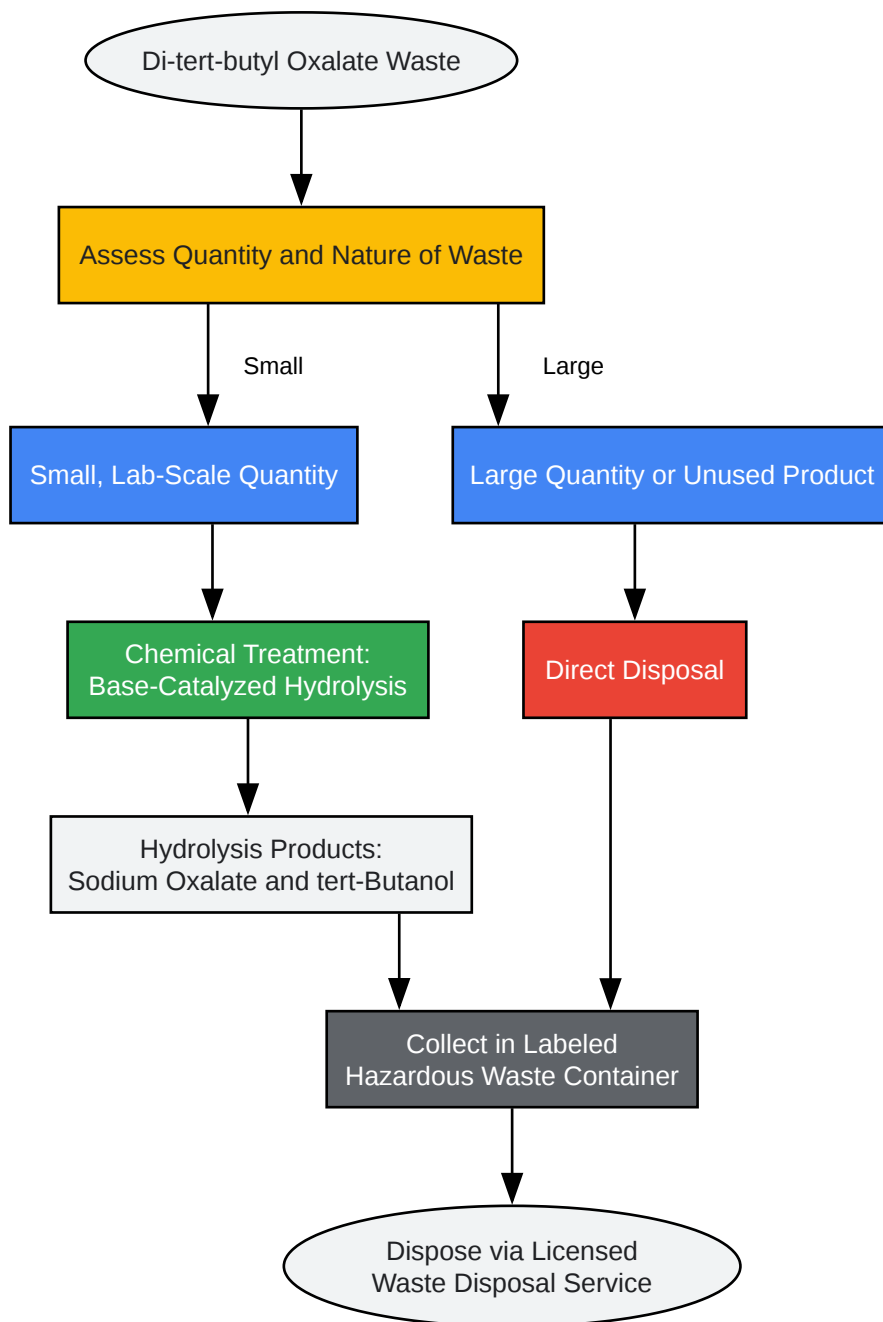 Di-tert-butyl Oxalate Waste
Assess Quantity and Nature of Waste
Small
Large
Small, Lab-Scale Quantity
Large Quantity or Unused Product
Chemical Treatment:
Base-Catalyzed Hydrolysis
Direct Disposal
Hydrolysis Products:
Sodium Oxalate and tert-Butanol
Collect in Labeled
Hazardous Waste Container
Dispose via Licensed
Waste Disposal Service